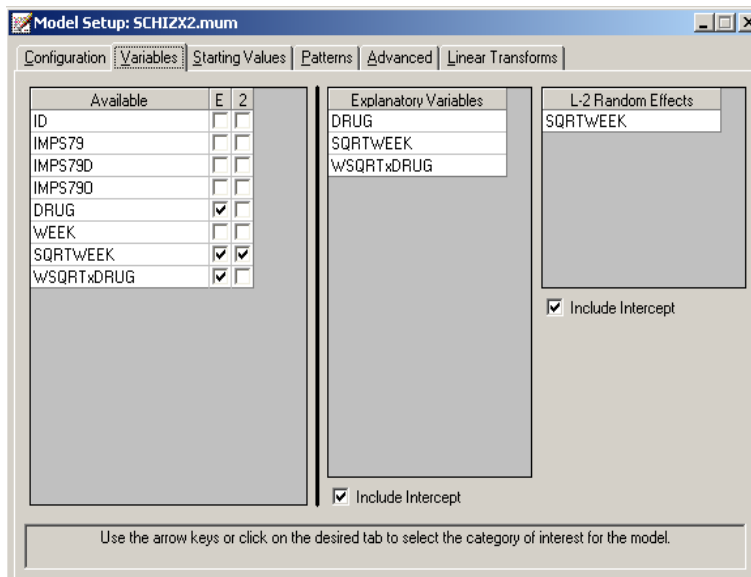 Model Setup: SCHIZX2.mum
Configuration Variables Starting Values Patterns Advanced Linear Transforms
Available E 2
ID
IMPS79
IMPS79D
IMPS79O
DRUG
WEEK
SQRTWEEK
WSQRTxDRUG
Explanatory Variables
DRUG
SQRTWEEK
WSQRTxDRUG
Include Intercept
L-2 Random Effects
SQRTWEEK
Include Intercept
Use the arrow keys or click on the desired tab to select the category of interest for the model.